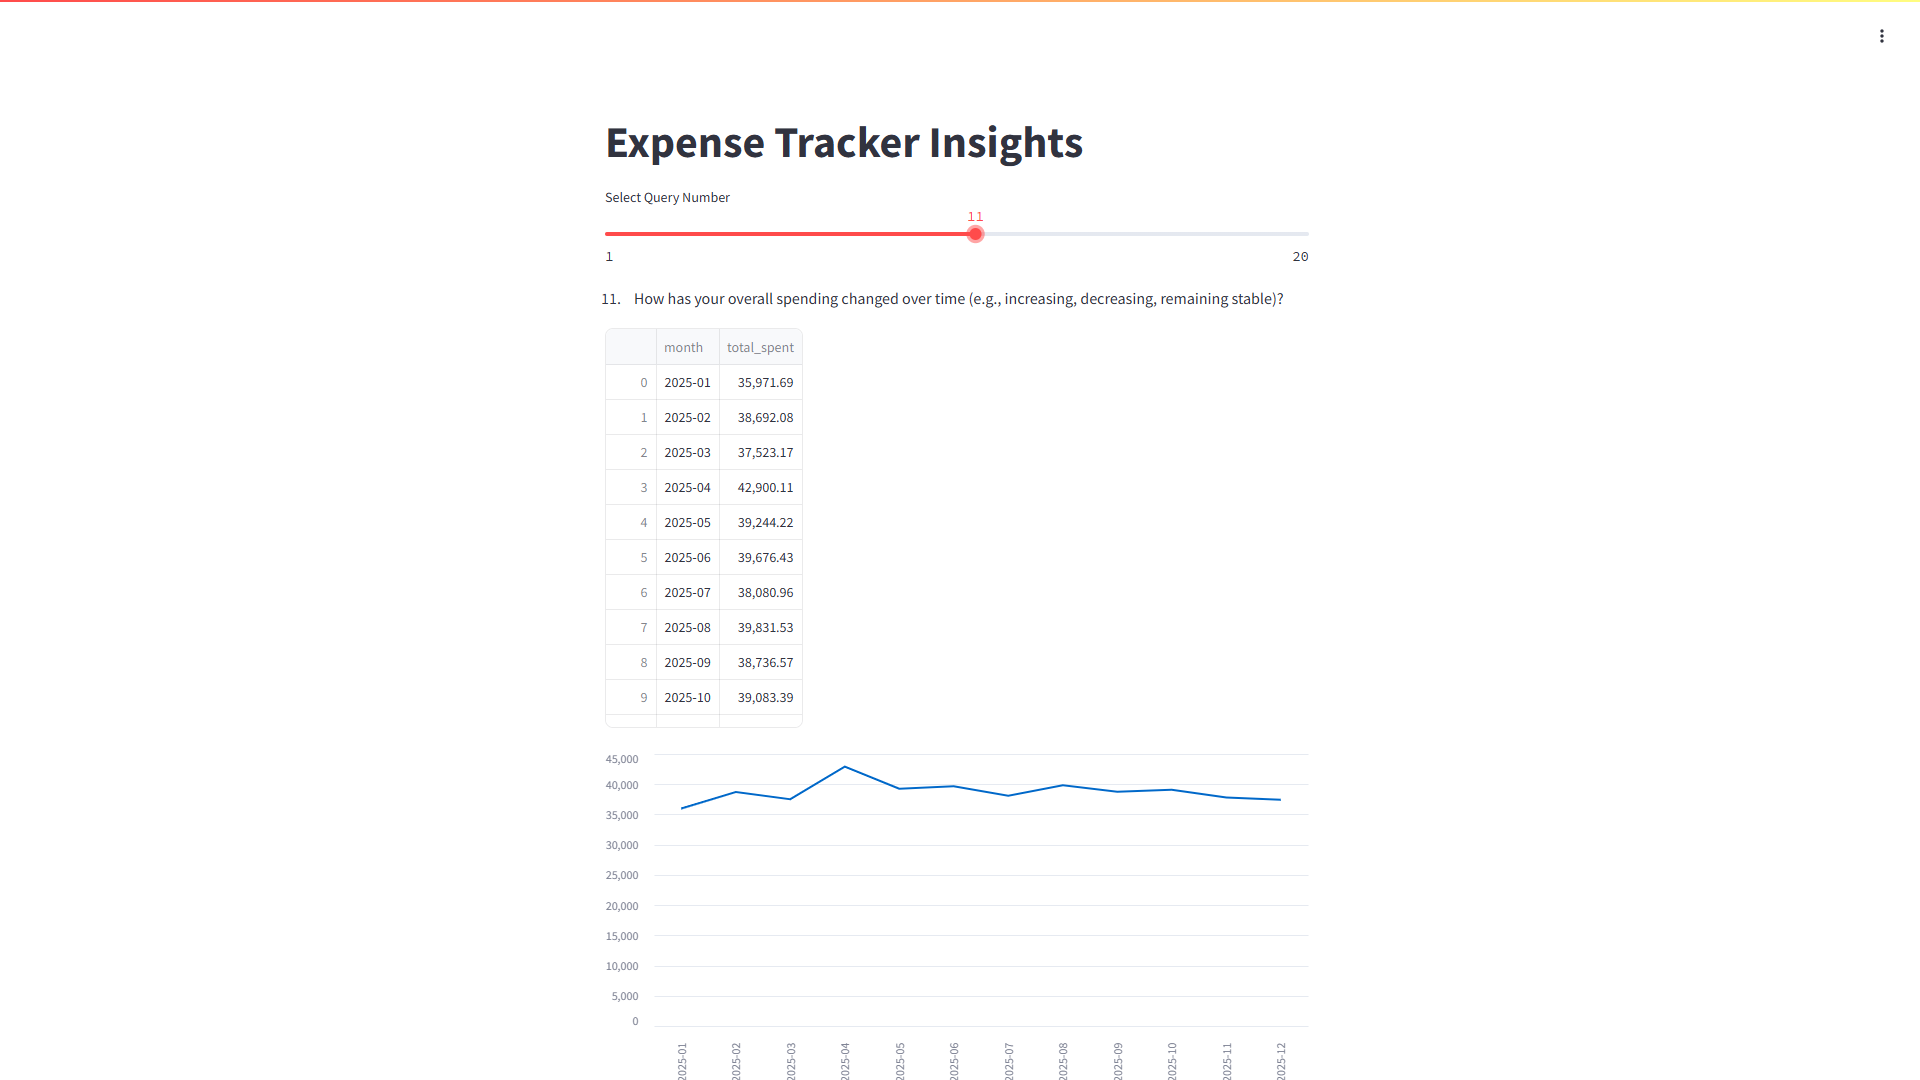 Expense Tracker Insights
Select Query Number
11
1 20
11. How has your overall spending changed over time (e.g., increasing, decreasing, remaining stable)?
month total_spent
0 2025-01 35,971.69
1 2025-02 38,692.08
2 2025-03 37,523.17
3 2025-04 42,900.11
4 2025-05 39,244.22
5 2025-06 39,676.43
6 2025-07 38,080.96
7 2025-08 39,831.53
8 2025-09 38,736.57
9 2025-10 39,083.39
45,000
40,000
35,000
30,000
25,000
20,000
15,000
10,000
5,000
0
2025-01 2025-02 2025-03 2025-04 2025-05 2025-06 2025-07 2025-08 2025-09 2025-10 2025-11 2025-12